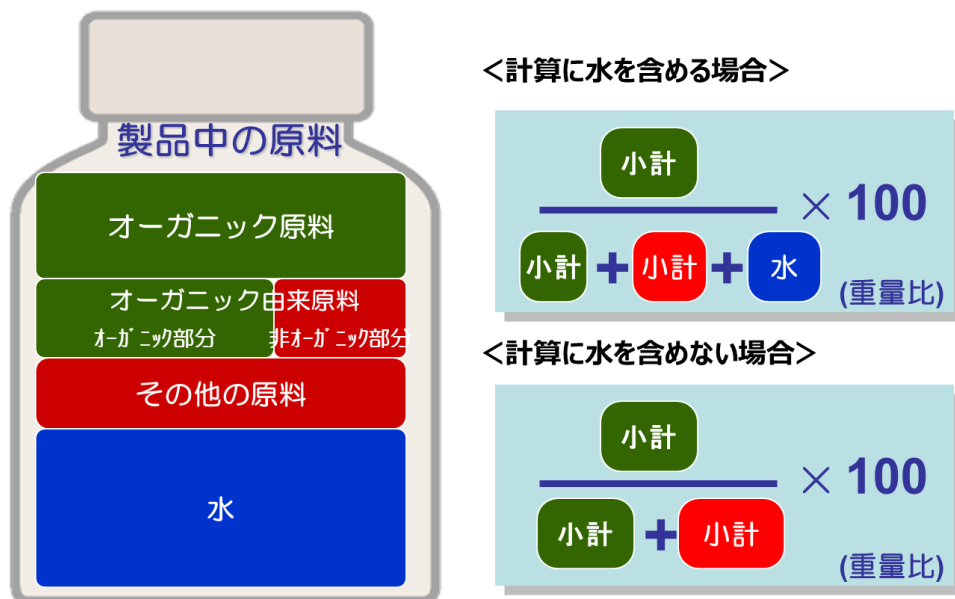 製品中の原料
オーガニック原料
オーガニック由来原料
ｵｰｶﾞﾆｯｸ部分
非ｵｰｶﾞﾆｯｸ部分
その他の原料
水
＜計算に水を含める場合＞
小計
× 100
小計 + 小計 + 水
(重量比)
＜計算に水を含めない場合＞
小計
× 100
小計 + 小計
(重量比)